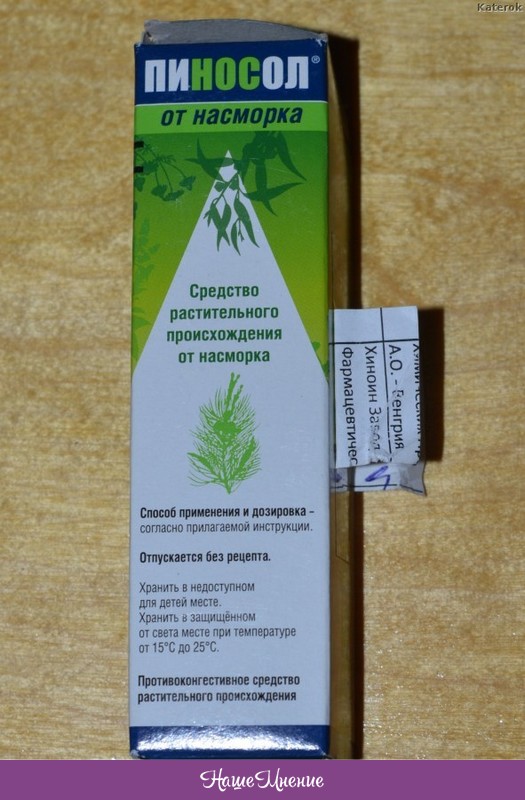 Katerok
ПИНОСОЛ®
от насморка
Средство
растительного
происхождения
от насморка
А.О. - Венгрия
Хиноин Завод
Фармацевтичес
Способ применения и дозировка –
согласно прилагаемой инструкции.
Отпускается без рецепта.
Хранить в недоступном
для детей месте.
Хранить в защищённом
от света месте при температуре
от 15°С до 25°С.
Противоконгестивное средство
растительного происхождения
НашеМнение